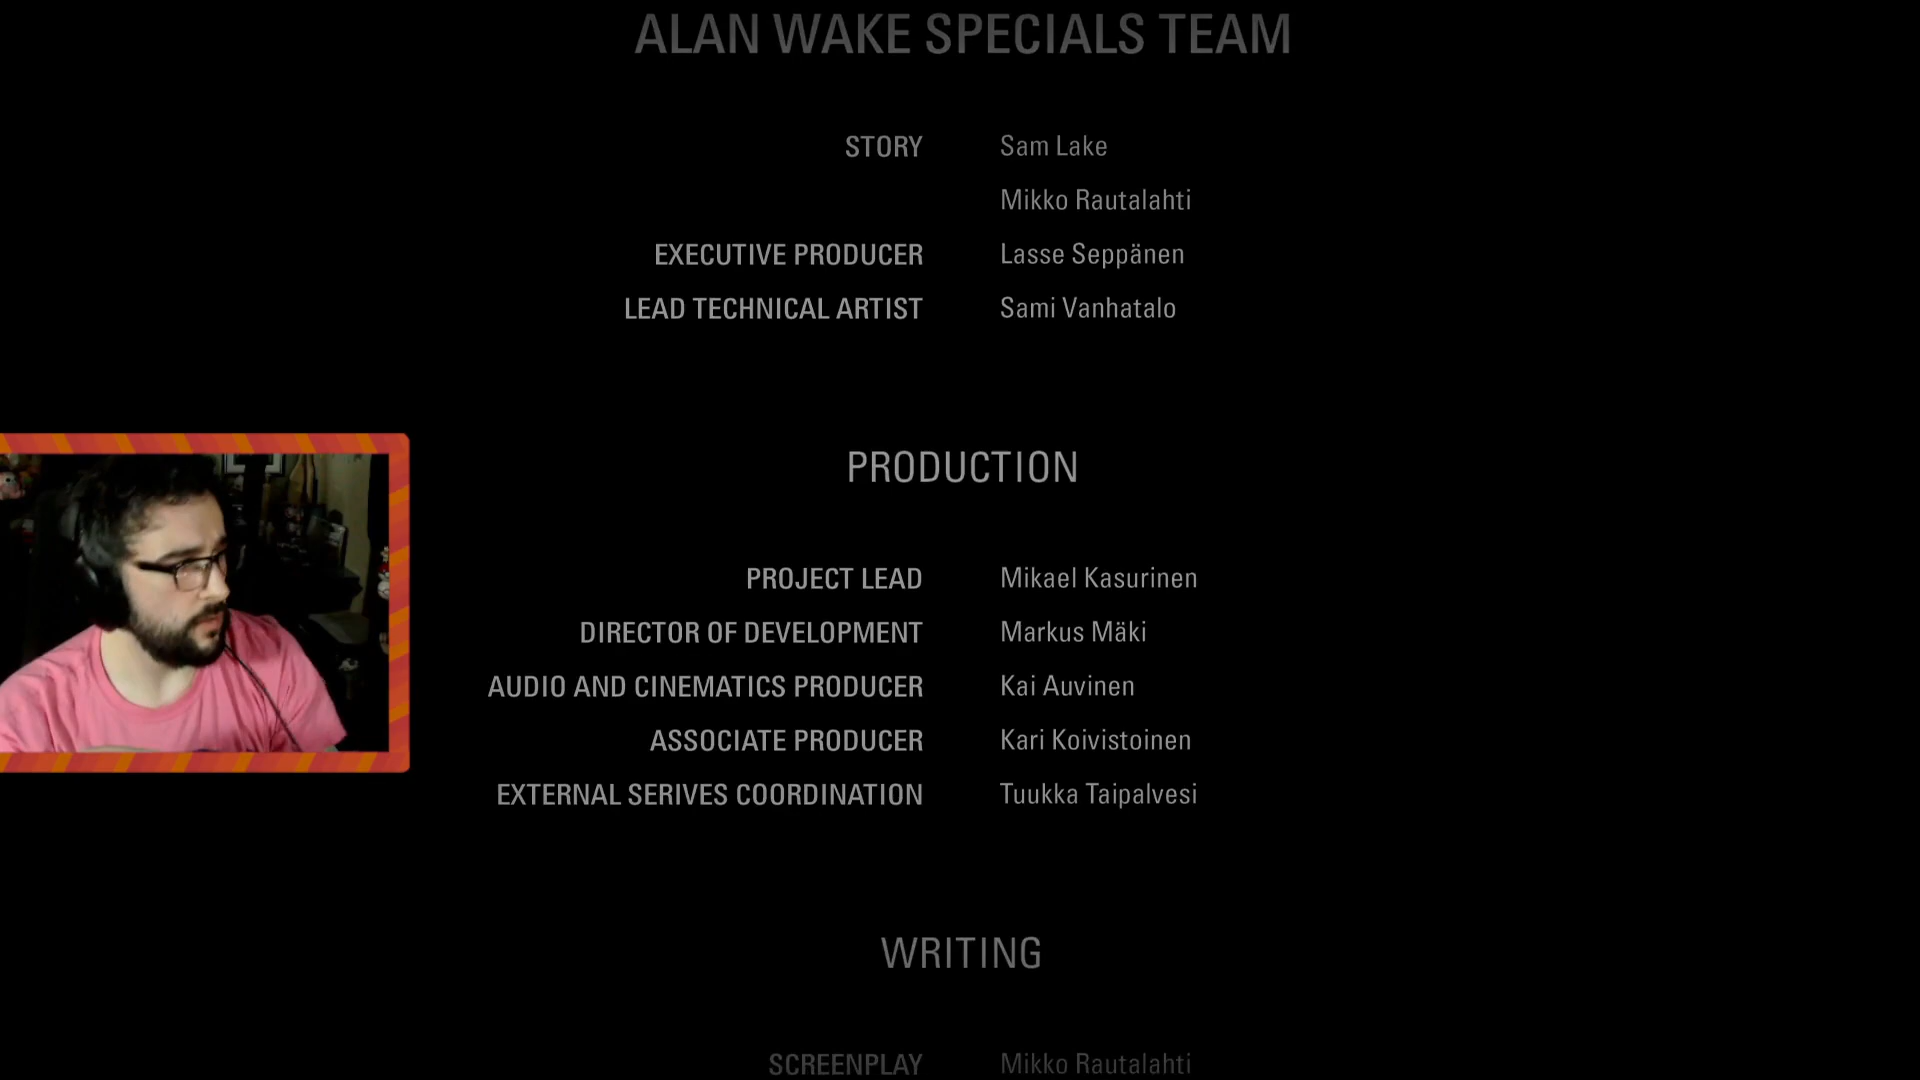 ALAN WAKE SPECIALS TEAM
STORY Sam Lake
Mikko Rautalahti
EXECUTIVE PRODUCER Lasse Seppänen
LEAD TECHNICAL ARTIST Sami Vanhatalo
PRODUCTION
PROJECT LEAD Mikael Kasurinen
DIRECTOR OF DEVELOPMENT Markus Mäki
AUDIO AND CINEMATICS PRODUCER Kai Auvinen
ASSOCIATE PRODUCER Kari Koivistoinen
EXTERNAL SERIVES COORDINATION Tuukka Taipalvesi
WRITING
SCREENPLAY Mikko Rautalahti